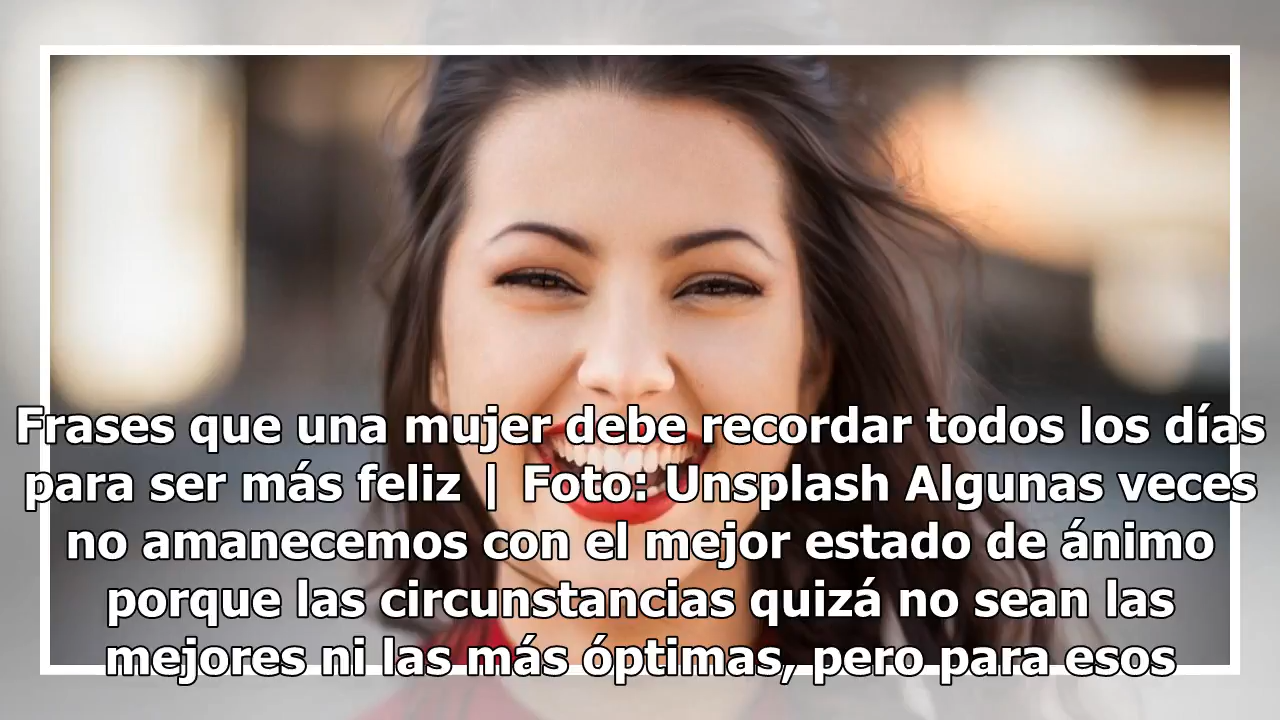 Frases que una mujer debe recordar todos los días
para ser más feliz | Foto: Unsplash Algunas veces
no amanecemos con el mejor estado de ánimo
porque las circunstancias quizá no sean las
mejores ni las más óptimas, pero para esos